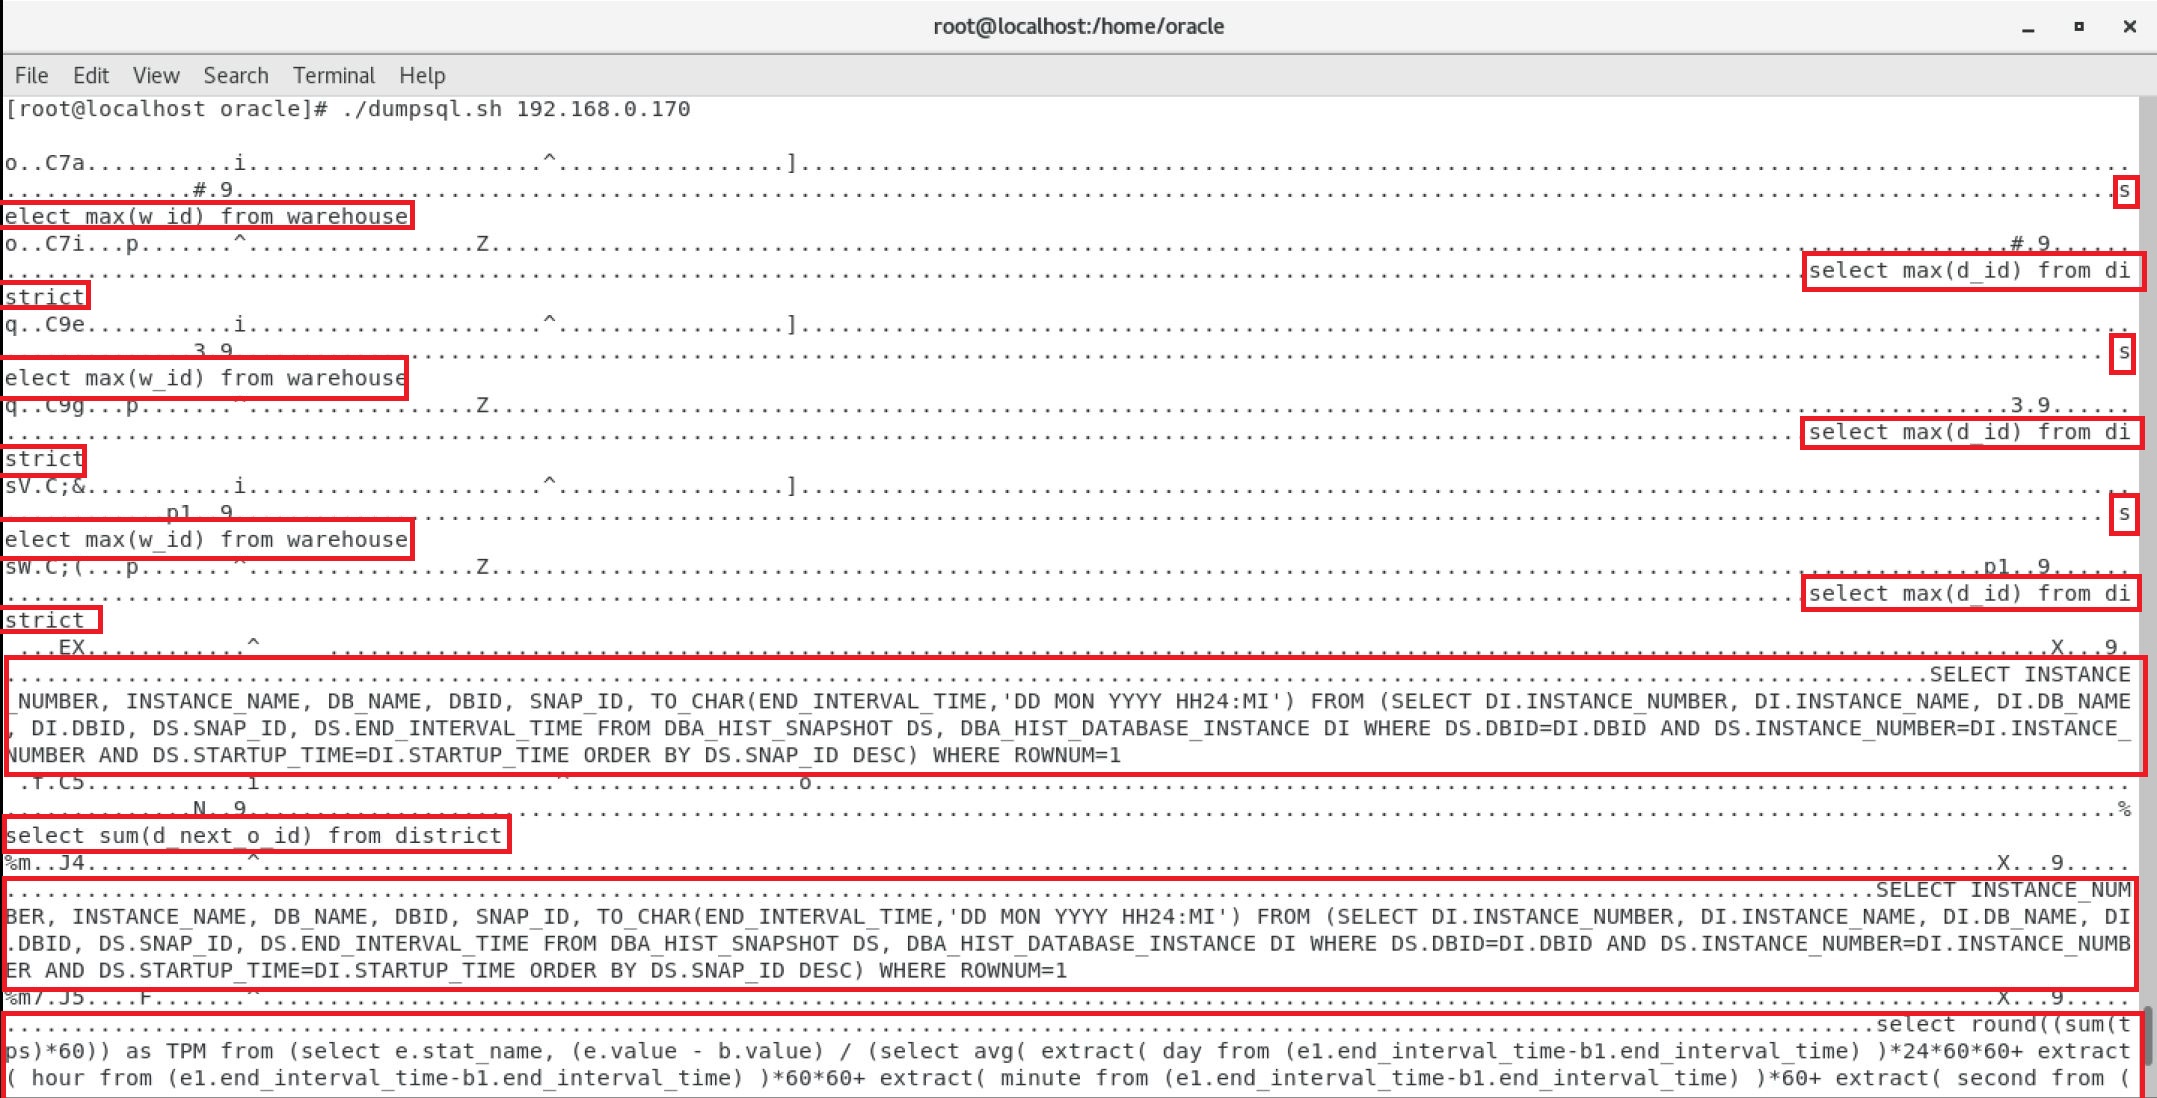 root@localhost:/home/oracle
File Edit View Search Terminal Help
[root@localhost oracle]# ./dumpsql.sh 192.168.0.170
o..C7a...........i......................^................]....................................................................................................
..............#.9............................................................................................................................................s
elect max(w_id) from warehouse
o..C7i...p.......^.................Z.................................................................................................................#.9......
......................................................................................................................................select max(d_id) from di
strict
q..C9e...........i......................^................]....................................................................................................
..............3.9............................................................................................................................................s
elect max(w_id) from warehouse
q..C9g...p.......^.................Z.................................................................................................................3.9......
......................................................................................................................................select max(d_id) from di
strict
sV.C;&...........i......................^................]....................................................................................................
............p1..9............................................................................................................................................s
elect max(w_id) from warehouse
sW.C;(...p.......^.................Z...............................................................................................................p1..9......
......................................................................................................................................select max(d_id) from di
strict
...EX............^     ................................................................................................................................X...9.
...............................................................................................................................................SELECT INSTANCE
_NUMBER, INSTANCE_NAME, DB_NAME, DBID, SNAP_ID, TO_CHAR(END_INTERVAL_TIME,'DD MON YYYY HH24:MI') FROM (SELECT DI.INSTANCE_NUMBER, DI.INSTANCE_NAME, DI.DB_NAME
, DI.DBID, DS.SNAP_ID, DS.END_INTERVAL_TIME FROM DBA_HIST_SNAPSHOT DS, DBA_HIST_DATABASE_INSTANCE DI WHERE DS.DBID=DI.DBID AND DS.INSTANCE_NUMBER=DI.INSTANCE_
NUMBER AND DS.STARTUP_TIME=DI.STARTUP_TIME ORDER BY DS.SNAP_ID DESC) WHERE ROWNUM=1
.f.C5............i......................^.................o..................................................................................................
..............N..9...........................................................................................................................................%
select sum(d_next_o_id) from district
%m..J4............^.................................................................................................................................X...9.....
...........................................................................................................................................SELECT INSTANCE_NUM
BER, INSTANCE_NAME, DB_NAME, DBID, SNAP_ID, TO_CHAR(END_INTERVAL_TIME,'DD MON YYYY HH24:MI') FROM (SELECT DI.INSTANCE_NUMBER, DI.INSTANCE_NAME, DI.DB_NAME, DI
.DBID, DS.SNAP_ID, DS.END_INTERVAL_TIME FROM DBA_HIST_SNAPSHOT DS, DBA_HIST_DATABASE_INSTANCE DI WHERE DS.DBID=DI.DBID AND DS.INSTANCE_NUMBER=DI.INSTANCE_NUMB
ER AND DS.STARTUP_TIME=DI.STARTUP_TIME ORDER BY DS.SNAP_ID DESC) WHERE ROWNUM=1
%m7.J5....F.......^.................................................................................................................................X...9.....
...........................................................................................................................................select round((sum(t
ps)*60)) as TPM from (select e.stat_name, (e.value - b.value) / (select avg( extract( day from (e1.end_interval_time-b1.end_interval_time) )*24*60*60+ extract
( hour from (e1.end_interval_time-b1.end_interval_time) )*60*60+ extract( minute from (e1.end_interval_time-b1.end_interval_time) )*60+ extract( second from (